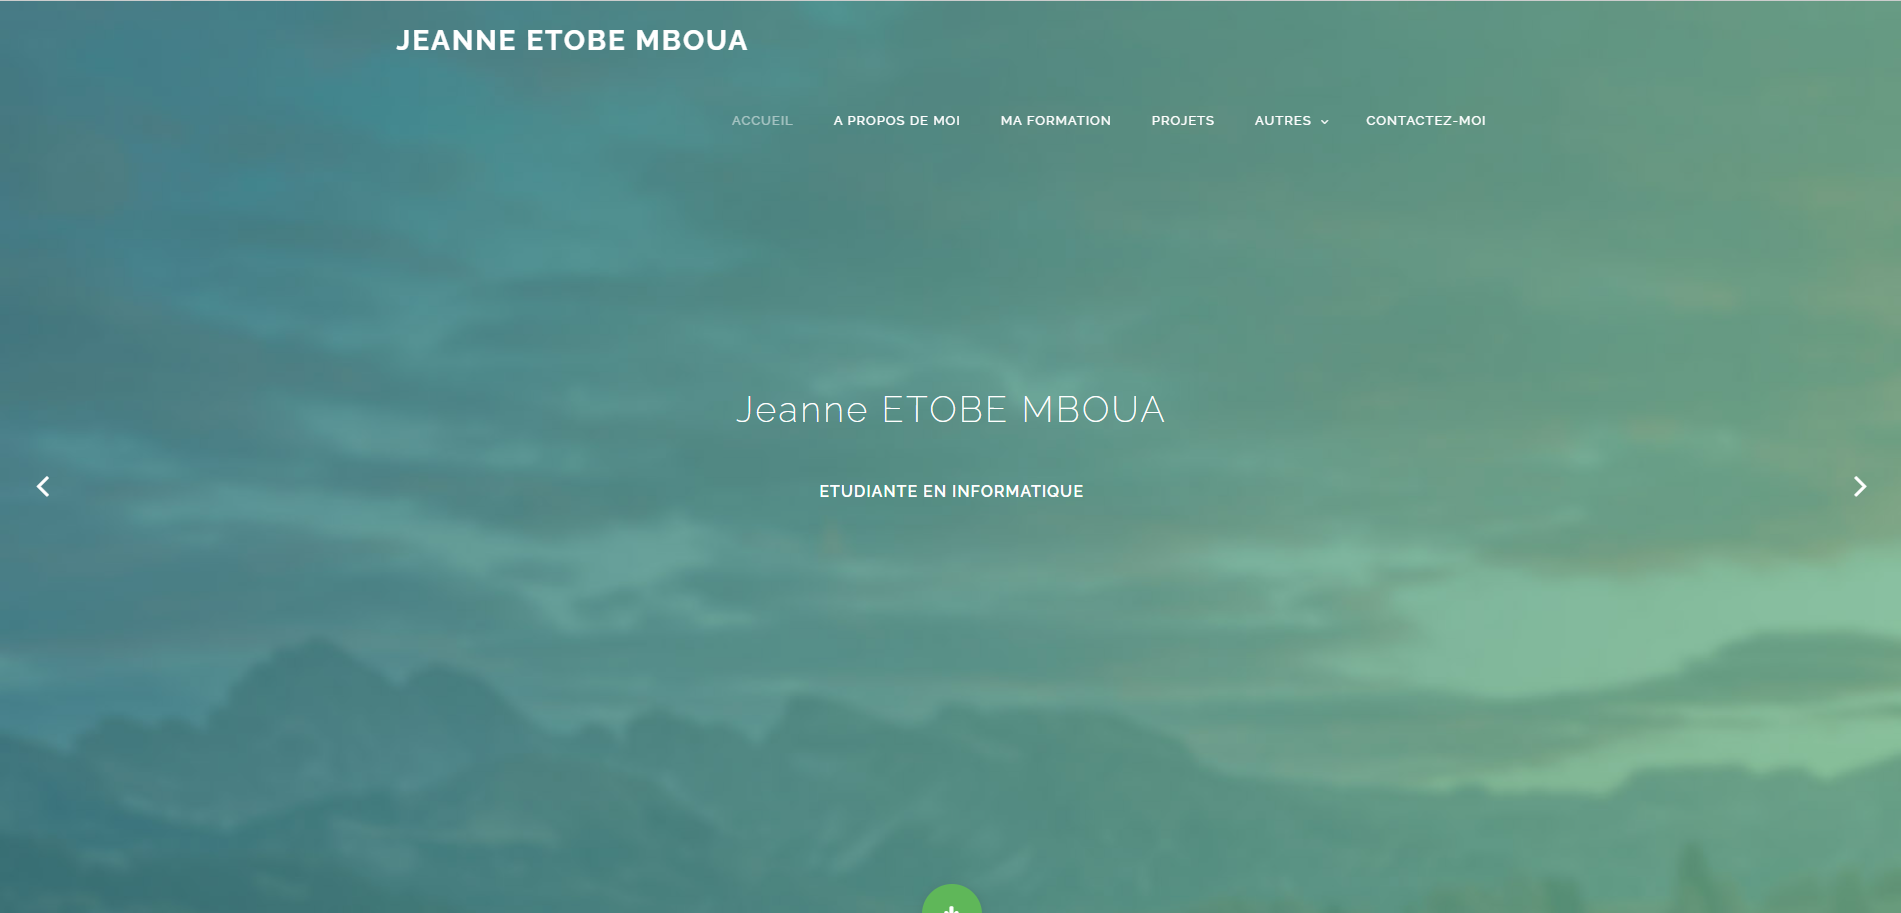 JEANNE ETOBE MBOUA
ACCUEIL A PROPOS DE MOI MA FORMATION PROJETS AUTRES CONTACTEZ-MOI
Jeanne ETOBE MBOUA
ETUDIANTE EN INFORMATIQUE